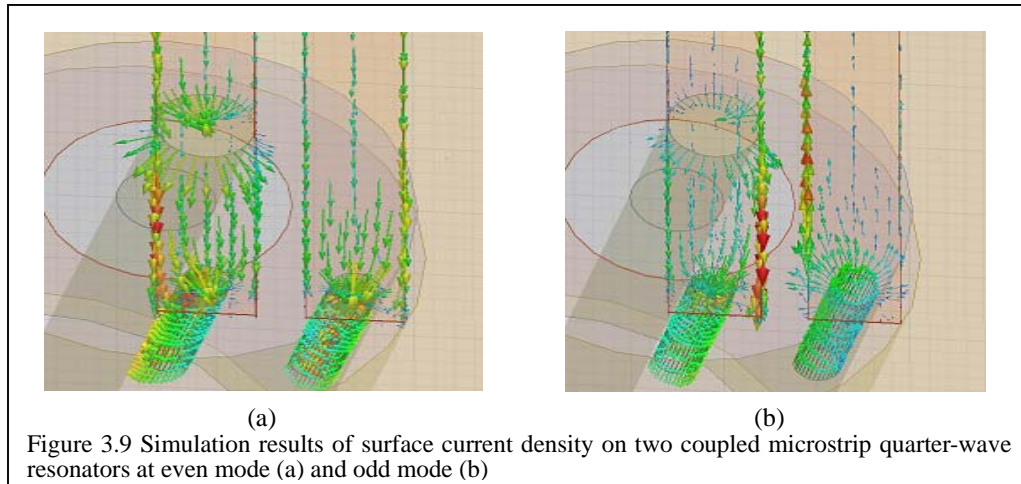 (a)
(b)
Figure 3.9 Simulation results of surface current density on two coupled microstrip quarter-wave
resonators at even mode (a) and odd mode (b)